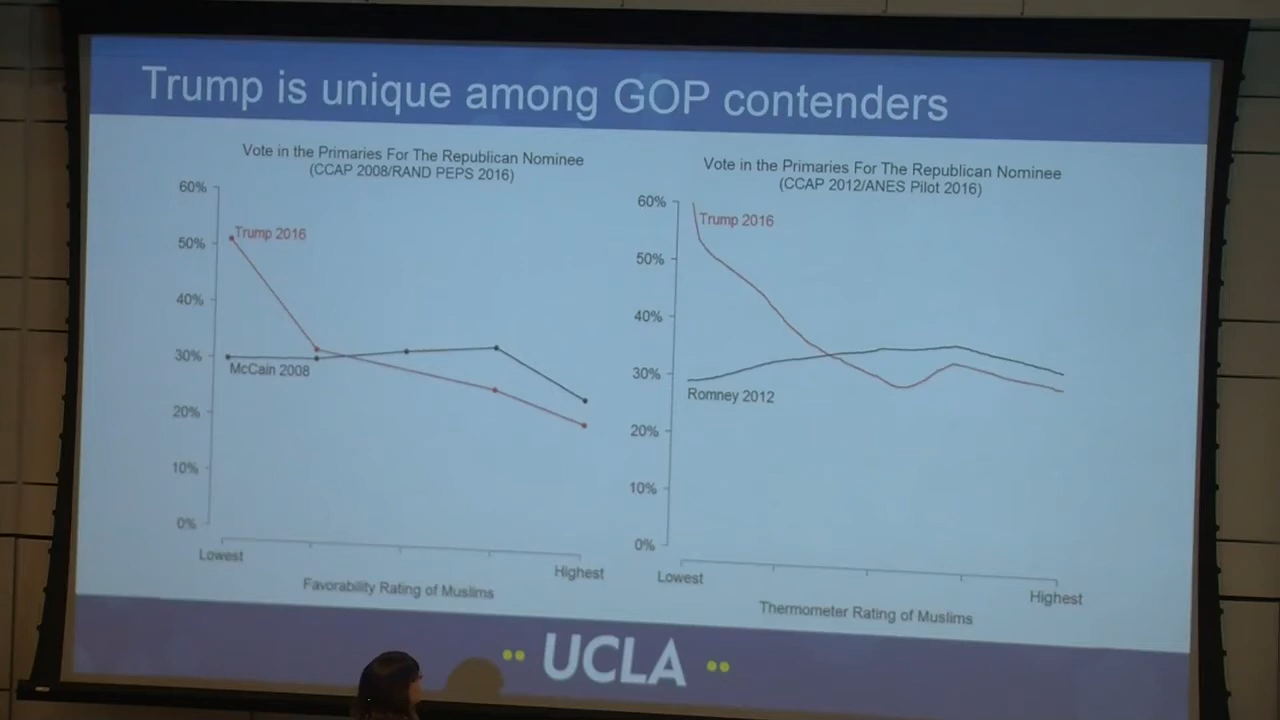 Trump is unique among GOP contenders
Vote in the Primaries For The Republican Nominee
(CCAP 2008/RAND PEPS 2016)
60%
50%
40%
30%
20%
10%
0%
Trump 2016
McCain 2008
Lowest
Highest
Favorability Rating of Muslims
Vote in the Primaries For The Republican Nominee
(CCAP 2012/ANES Pilot 2016)
60%
50%
40%
30%
20%
10%
0%
Trump 2016
Romney 2012
Lowest
Highest
Thermometer Rating of Muslims
UCLA